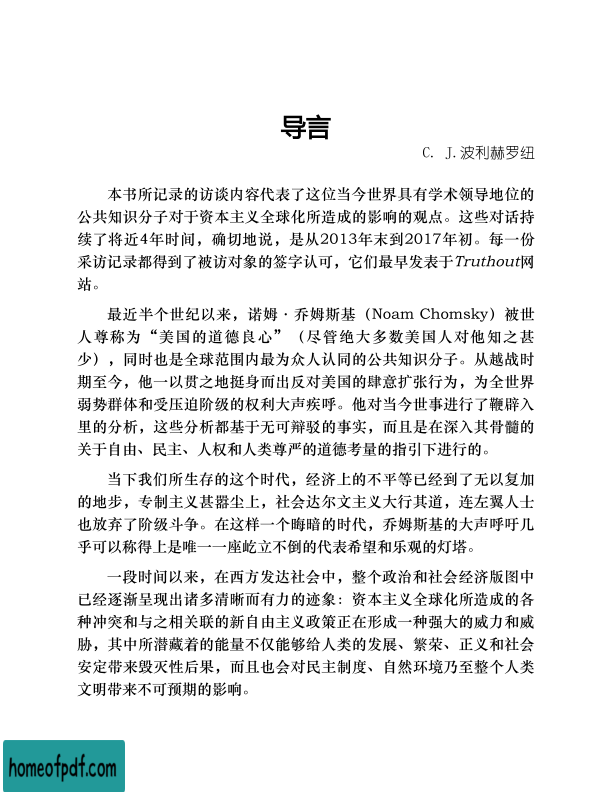 导言
C. J.波利赫罗纽
本书所记录的访谈内容代表了这位当今世界具有学术领导地位的
公共知识分子对于资本主义全球化所造成的影响的观点。这些对话持
续了将近4年时间，确切地说，是从2013年末到2017年初。每一份
采访记录都得到了被访对象的签字认可，它们最早发表于Truthout网
站。
最近半个世纪以来，诺姆·乔姆斯基（Noam Chomsky）被世
人尊称为“美国的道德良心”（尽管绝大多数美国人对他知之甚
少），同时也是全球范围内最为众人认同的公共知识分子。从越战时
期至今，他一以贯之地挺身而出反对美国的肆意扩张行为，为全世界
弱势群体和受压迫阶级的权利大声疾呼。他对当今世事进行了鞭辟入
里的分析，这些分析都基于无可辩驳的事实，而且是在深入其骨髓的
关于自由、民主、人权和人类尊严的道德考量的指引下进行的。
当下我们所生存的这个时代，经济上的不平等已经到了无以复加
的地步，专制主义甚嚣尘上，社会达尔文主义大行其道，连左翼人士
也放弃了阶级斗争。在这样一个晦暗的时代，乔姆斯基的大声呼吁几
乎可以称得上是唯一一座屹立不倒的代表希望和乐观的灯塔。
一段时间以来，在西方发达社会中，整个政治和社会经济版图中
已经逐渐呈现出诸多清晰而有力的迹象：资本主义全球化所造成的各
种冲突和与之相关联的新自由主义政策正在形成一种强大的威力和威
胁，其中所潜藏着的能量不仅能够给人类的发展、繁荣、正义和社会
安定带来毁灭性后果，而且也会对民主制度、自然环境乃至整个人类
文明带来不可预期的影响。
homeofpdf.com